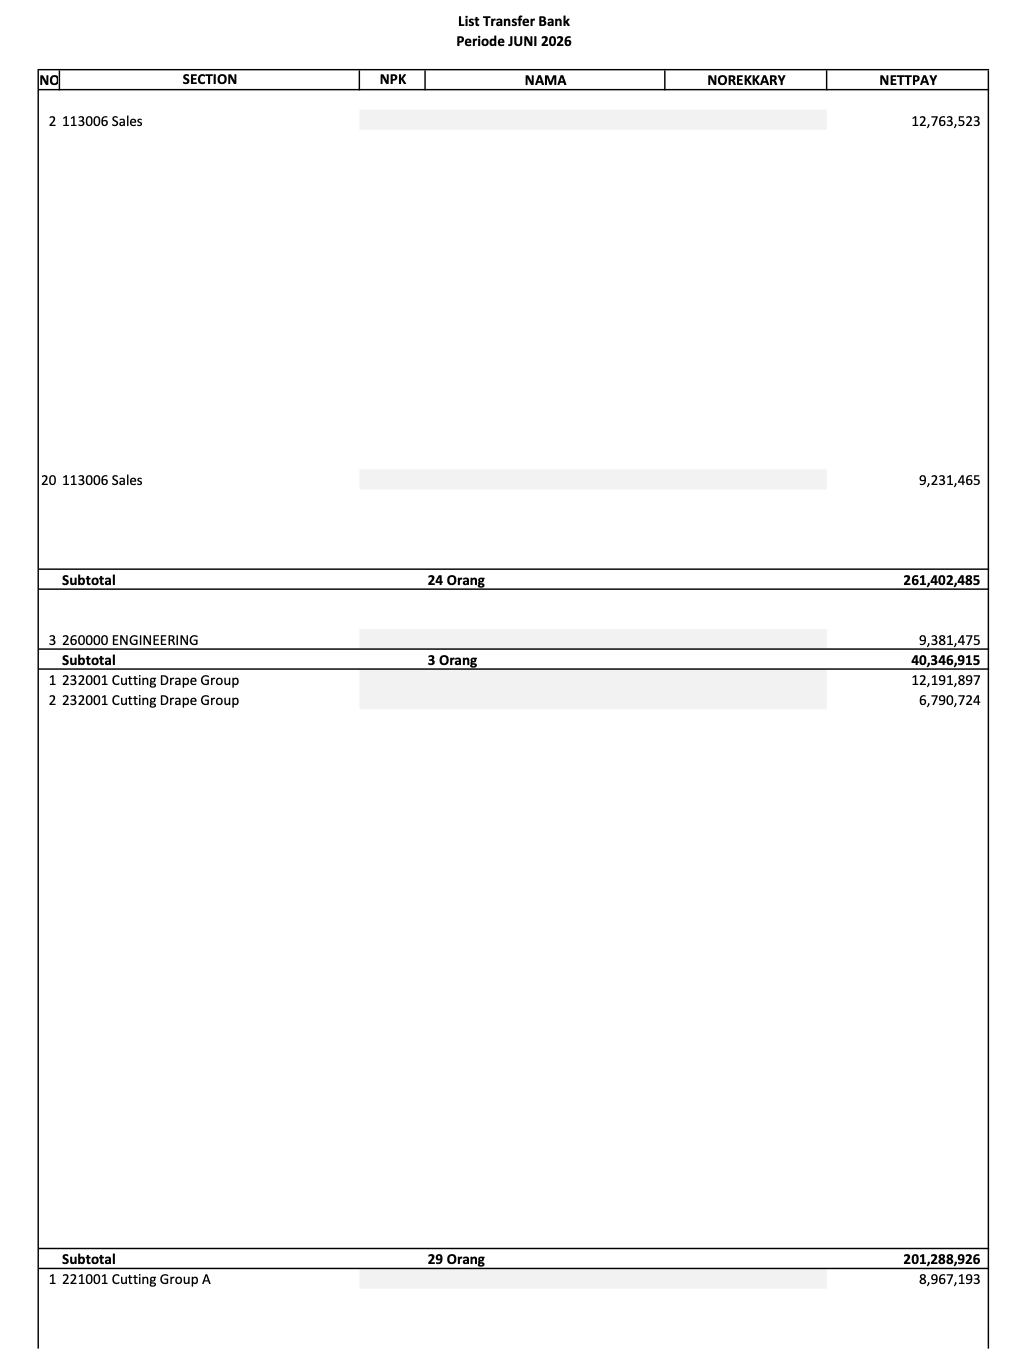 List Transfer Bank
Periode JUNI 2026
NO SECTION NPK NAMA NOREKKARY NETTPAY
2 113006 Sales 12,763,523
20 113006 Sales 9,231,465
Subtotal 24 Orang 261,402,485
3 260000 ENGINEERING 9,381,475
Subtotal 3 Orang 40,346,915
1 232001 Cutting Drape Group 12,191,897
2 232001 Cutting Drape Group 6,790,724
Subtotal 29 Orang 201,288,926
1 221001 Cutting Group A 8,967,193